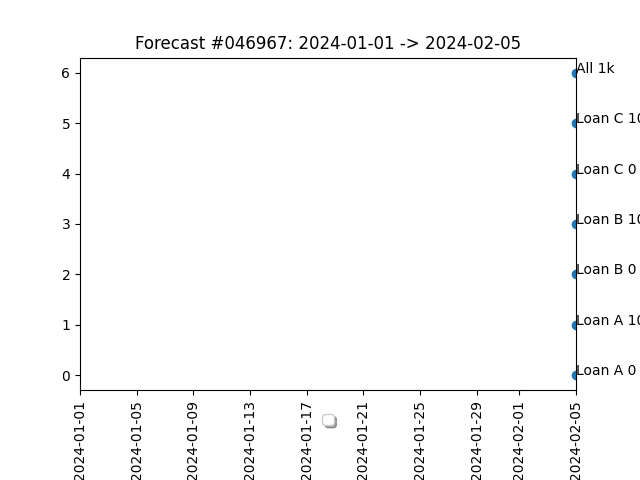 Forecast #046967: 2024-01-01 -> 2024-02-05
6
All 1k
5
Loan C 10
4
Loan C 0
3
Loan B 10
2
Loan B 0
1
Loan A 10
0
Loan A 0
2024-01-01
2024-01-05
2024-01-09
2024-01-13
2024-01-17
2024-01-21
2024-01-25
2024-01-29
2024-02-01
2024-02-05